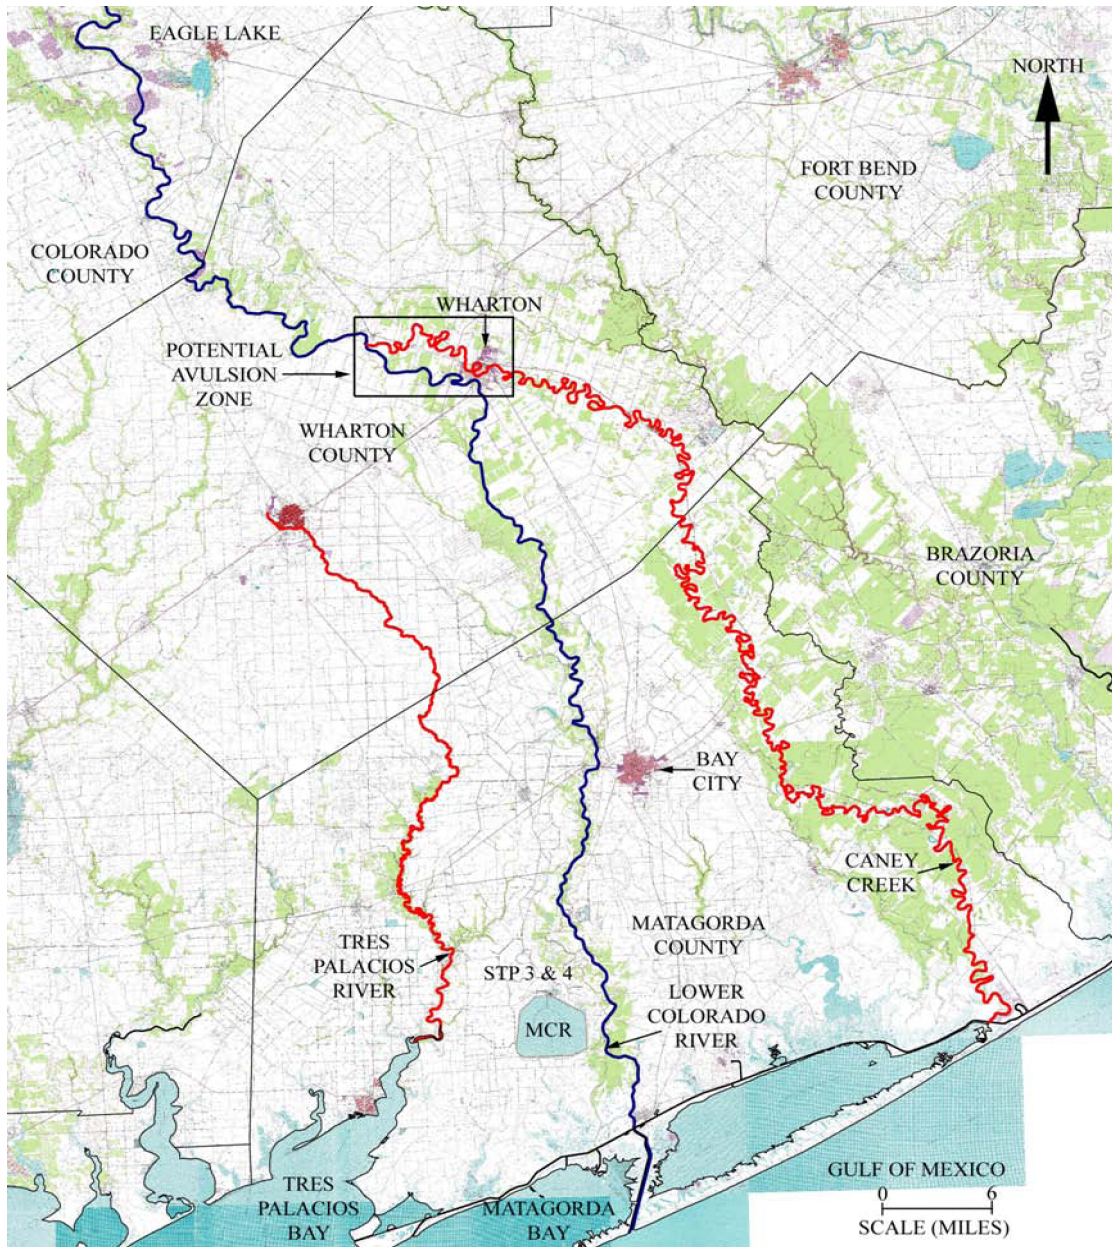 EAGLE LAKE
NORTH
FORT BEND
COUNTY
COLORADO
COUNTY
WHARTON
POTENTIAL
AVULSION
ZONE
WHARTON
COUNTY
BRAZORIA
COUNTY
BAY
CITY
CANEY
CREEK
TRES
PALACIOS
RIVER
STP 3 & 4
MATAGORDA
COUNTY
MCR
LOWER
COLORADO
RIVER
TRES
PALACIOS
BAY
MATAGORDA
BAY
GULF OF MEXICO
0 6
SCALE (MILES)